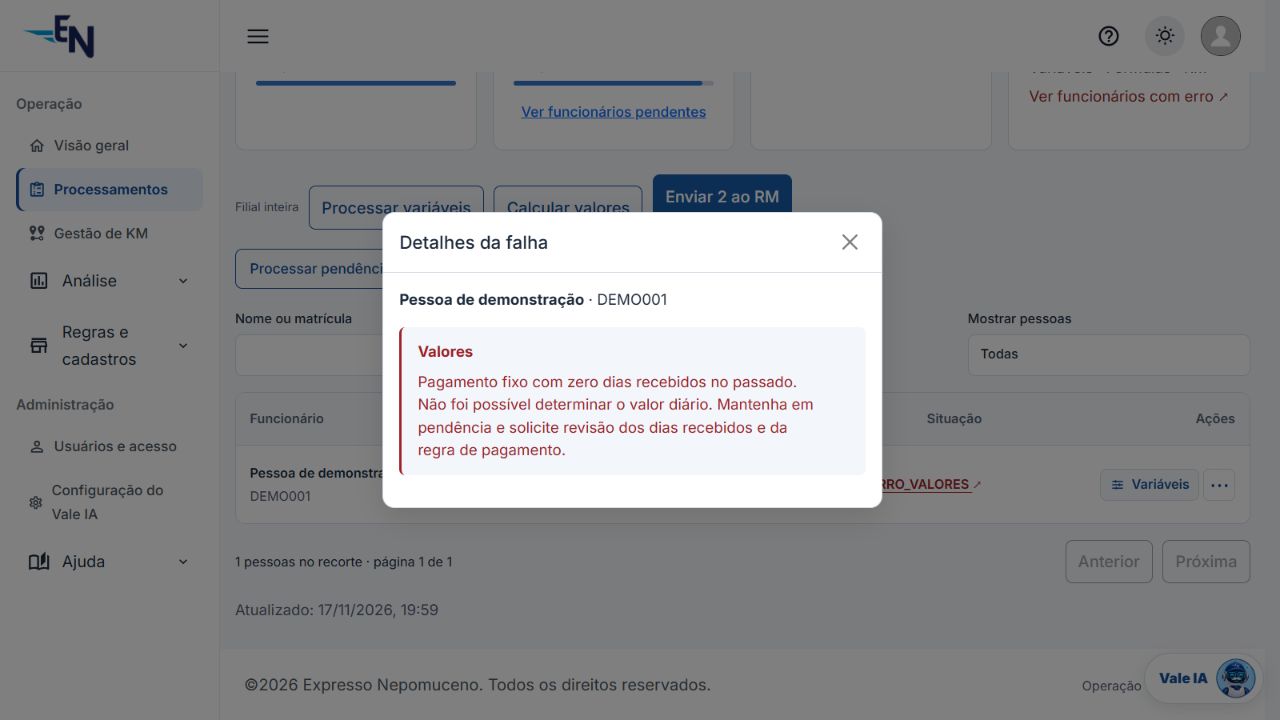 EN
Operação
Visão geral
Processamentos
Gestão de KM
Análise
Regras e
cadastros
Administração
Usuários e acesso
Configuração do
Vale IA
Ajuda
Ver funcionários pendentes
Ver funcionários com erro ↗
Filial inteira
Processar variáveis
Calcular valores
Enviar 2 ao RM
Detalhes da falha
Pessoa de demonstração · DEMO001
Valores
Pagamento fixo com zero dias recebidos no passado.
Não foi possível determinar o valor diário. Mantenha em
pendência e solicite revisão dos dias recebidos e da
regra de pagamento.
Processar pendênci
Nome ou matrícula
Mostrar pessoas
Todas
Funcionário
Situação
Ações
Pessoa de demonstra
DEMO001
RRO_VALORES ↗
Variáveis
...
1 pessoas no recorte · página 1 de 1
Anterior
Próxima
Atualizado: 17/11/2026, 19:59
©2026 Expresso Nepomuceno. Todos os direitos reservados.
Operação
Vale IA